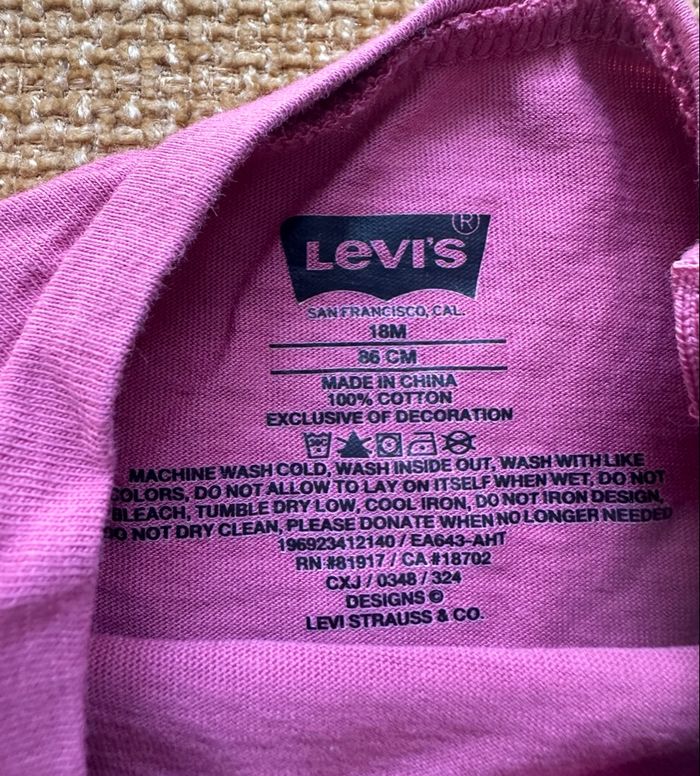 LEVI'S ®
SAN FRANCISCO, CAL.
18M
86 CM
MADE IN CHINA
100% COTTON
EXCLUSIVE OF DECORATION
MACHINE WASH COLD, WASH INSIDE OUT, WASH WITH LIKE
COLORS, DO NOT ALLOW TO LAY ON ITSELF WHEN WET, DO NOT
BLEACH, TUMBLE DRY LOW, COOL IRON, DO NOT IRON DESIGN,
DO NOT DRY CLEAN, PLEASE DONATE WHEN NO LONGER NEEDED
196923412140 / EA643-AHT
RN #81917 / CA #18702
CXJ / 0348 / 324
DESIGNS ©
LEVI STRAUSS & CO.